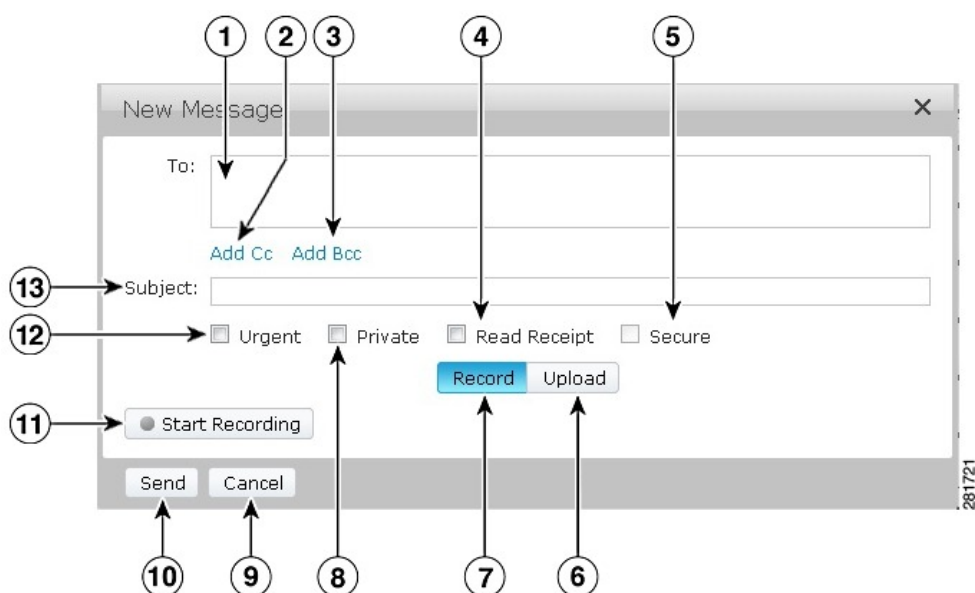 1 2 3 4 5
New Message ×
To:
Add Cc Add Bcc
13 Subject:
12 Urgent Private Read Receipt Secure
Record Upload
11 Start Recording
Send Cancel
10 9 8 7 6
281721